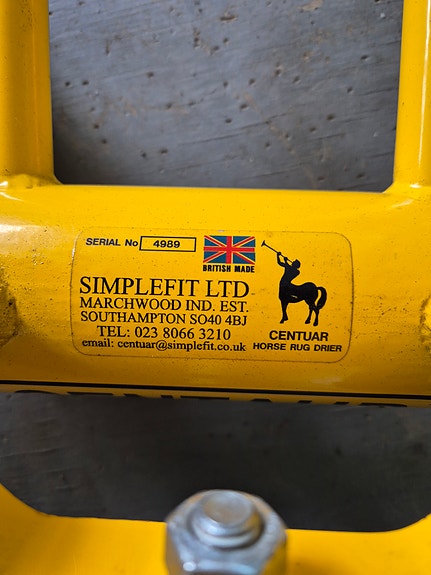 SERIAL No 4989
BRITISH MADE
SIMPLEFIT LTD
MARCHWOOD IND. EST.
SOUTHAMPTON SO40 4BJ
TEL: 023 8066 3210
email: centuar@simplefit.co.uk
CENTUAR
HORSE RUG DRIER